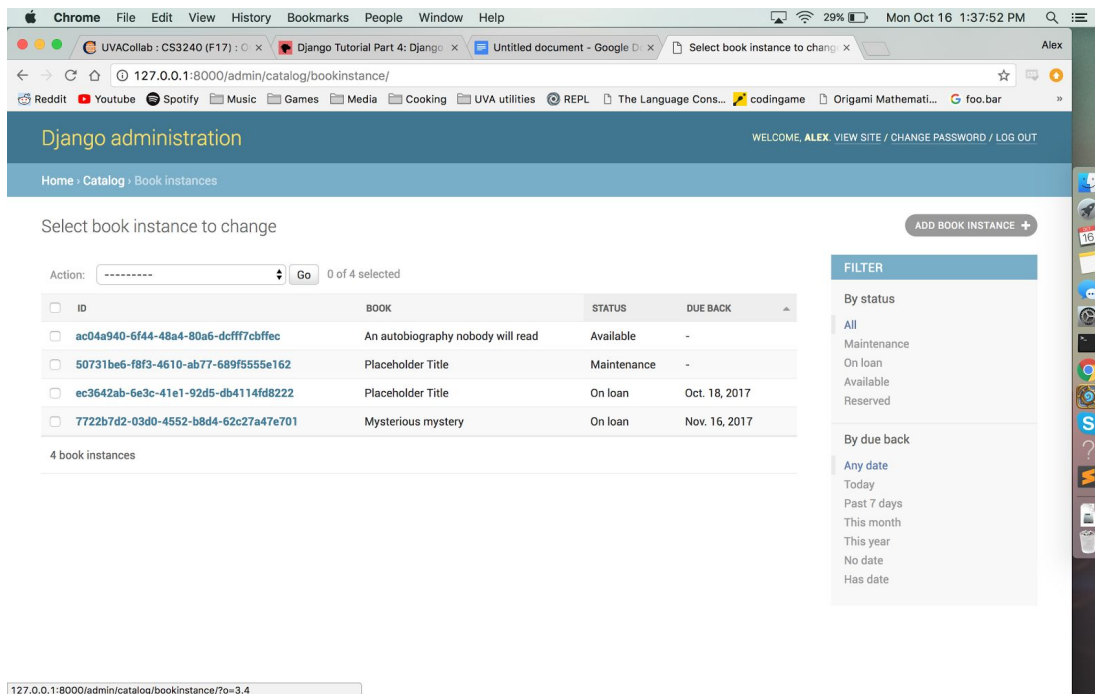 Chrome File Edit View History Bookmarks People Window Help 29% Mon Oct 16 1:37:52 PM
UVACollab : CS3240 (F17) : O × Django Tutorial Part 4: Django × Untitled document - Google Do × Select book instance to chang × Alex
127.0.0.1:8000/admin/catalog/bookinstance/
Reddit Youtube Spotify Music Games Media Cooking UVA utilities REPL The Language Cons... codingame Origami Mathemati... foo.bar »
Django administration WELCOME, ALEX. VIEW SITE / CHANGE PASSWORD / LOG OUT
Home › Catalog › Book instances
Select book instance to change ADD BOOK INSTANCE +
Action: --------- Go 0 of 4 selected
ID BOOK STATUS DUE BACK
ac04a940-6f44-48a4-80a6-dcfff7cbffec An autobiography nobody will read Available -
50731be6-f8f3-4610-ab77-689f5555e162 Placeholder Title Maintenance -
ec3642ab-6e3c-41e1-92d5-db4114fd8222 Placeholder Title On loan Oct. 18, 2017
7722b7d2-03d0-4552-b8d4-62c27a47e701 Mysterious mystery On loan Nov. 16, 2017
4 book instances
FILTER
By status
All
Maintenance
On loan
Available
Reserved
By due back
Any date
Today
Past 7 days
This month
This year
No date
Has date
16
127.0.0.1:8000/admin/catalog/bookinstance/?o=3.4